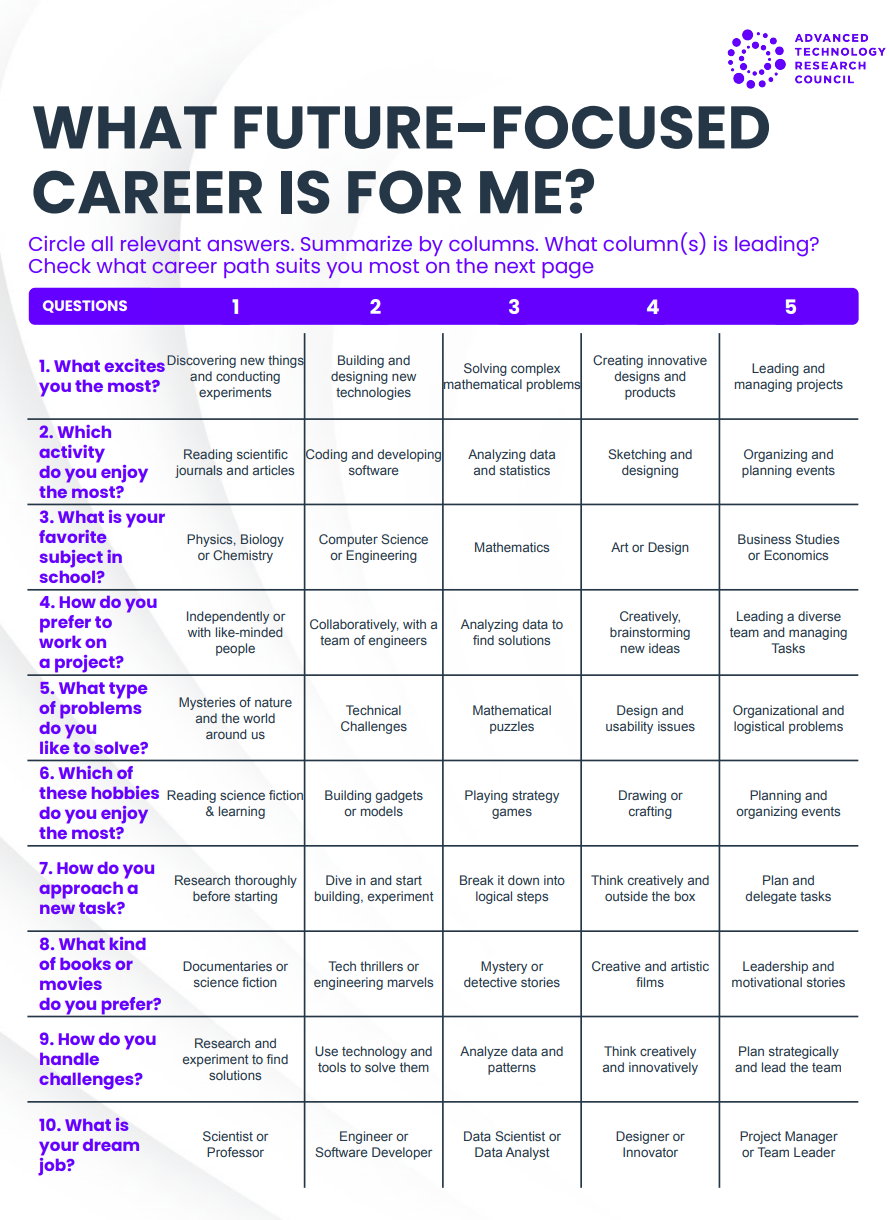 ADVANCED
TECHNOLOGY
RESEARCH
COUNCIL
WHAT FUTURE-FOCUSED
CAREER IS FOR ME?
Circle all relevant answers. Summarize by columns. What column(s) is leading?
Check what career path suits you most on the next page
QUESTIONS 1 2 3 4 5
1. What excites
you the most?
Discovering new things
and conducting
experiments
Building and
designing new
technologies
Solving complex
mathematical problems
Creating innovative
designs and
products
Leading and
managing projects
2. Which
activity
do you enjoy
the most?
Reading scientific
journals and articles
Coding and developing
software
Analyzing data
and statistics
Sketching and
designing
Organizing and
planning events
3. What is your
favorite
subject in
school?
Physics, Biology
or Chemistry
Computer Science
or Engineering
Mathematics
Art or Design
Business Studies
or Economics
4. How do you
prefer to
work on
a project?
Independently or
with like-minded
people
Collaboratively, with a
team of engineers
Analyzing data to
find solutions
Creatively,
brainstorming
new ideas
Leading a diverse
team and managing
Tasks
5. What type
of problems
do you
like to solve?
Mysteries of nature
and the world
around us
Technical
Challenges
Mathematical
puzzles
Design and
usability issues
Organizational and
logistical problems
6. Which of
these hobbies
do you enjoy
the most?
Reading science fiction
& learning
Building gadgets
or models
Playing strategy
games
Drawing or
crafting
Planning and
organizing events
7. How do you
approach a
new task?
Research thoroughly
before starting
Dive in and start
building, experiment
Break it down into
logical steps
Think creatively and
outside the box
Plan and
delegate tasks
8. What kind
of books or
movies
do you prefer?
Documentaries or
science fiction
Tech thrillers or
engineering marvels
Mystery or
detective stories
Creative and artistic
films
Leadership and
motivational stories
9. How do you
handle
challenges?
Research and
experiment to find
solutions
Use technology and
tools to solve them
Analyze data and
patterns
Think creatively
and innovatively
Plan strategically
and lead the team
10. What is
your dream
job?
Scientist or
Professor
Engineer or
Software Developer
Data Scientist or
Data Analyst
Designer or
Innovator
Project Manager
or Team Leader